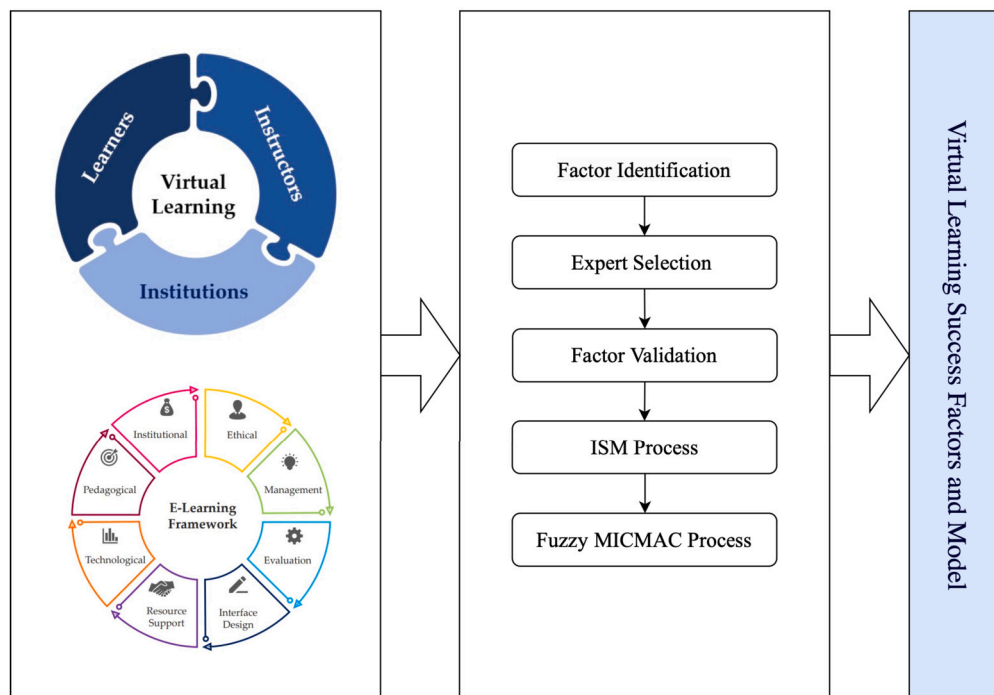 Learners
Instructors
Virtual
Learning
Institutions
Institutional
Ethical
Pedagogical
Management
E-Learning
Framework
Technological
Evaluation
Resource
Support
Interface
Design
Factor Identification
Expert Selection
Factor Validation
ISM Process
Fuzzy MICMAC Process
Virtual Learning Success Factors and Model